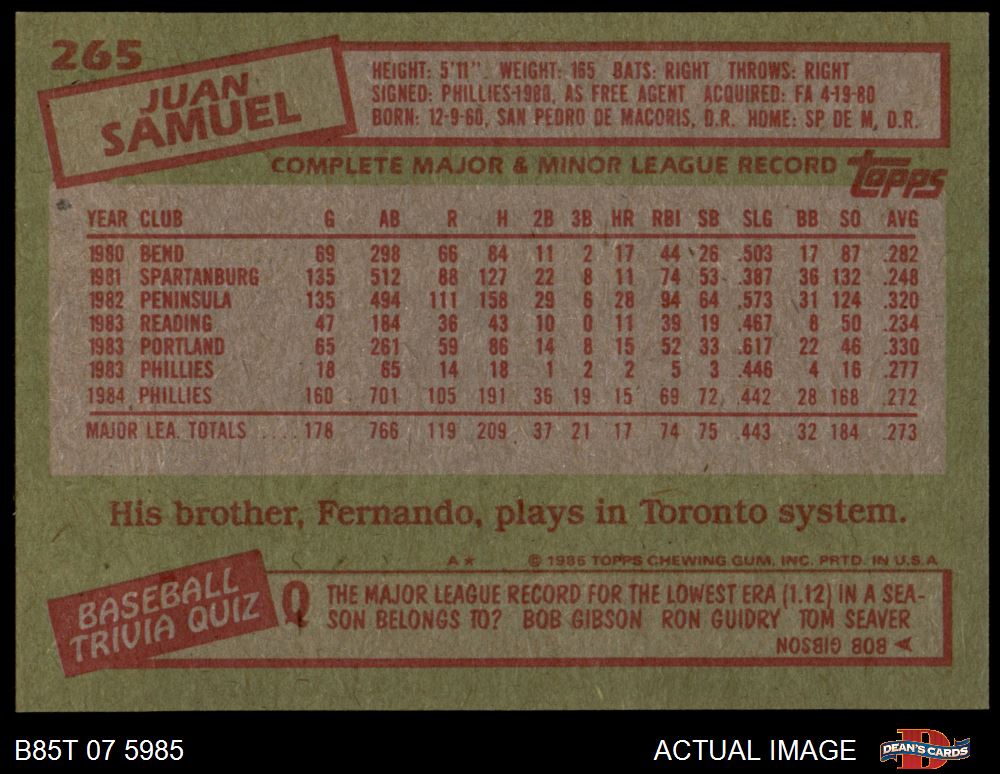 265
JUAN
SAMUEL
HEIGHT: 5'11". WEIGHT: 165 BATS: RIGHT THROWS: RIGHT
SIGNED: PHILLIES-1980, AS FREE AGENT ACQUIRED: FA 4-19-80
BORN: 12-9-60, SAN PEDRO DE MACORIS, D.R. HOME: SP DE M, D.R.
COMPLETE MAJOR & MINOR LEAGUE RECORD
Topps
YEAR CLUB G AB R H 2B 3B HR RBI SB SLG BB SO AVG
1980 BEND 69 298 66 84 11 2 17 44 26 .503 17 87 .282
1981 SPARTANBURG 135 512 88 127 22 8 11 74 53 .387 36 132 .248
1982 PENINSULA 135 494 111 158 29 6 28 94 64 .573 31 124 .320
1983 READING 47 184 36 43 10 0 11 39 19 .467 8 50 .234
1983 PORTLAND 65 261 59 86 14 8 15 52 33 .617 22 46 .330
1983 PHILLIES 18 65 14 18 1 2 2 5 3 .446 4 16 .277
1984 PHILLIES 160 701 105 191 36 19 15 69 72 .442 28 168 .272
MAJOR LEA. TOTALS .... 178 766 119 209 37 21 17 74 75 .443 32 184 .273
His brother, Fernando, plays in Toronto system.
A★ © 1985 TOPPS CHEWING GUM, INC. PRTD. IN U.S.A
BASEBALL
TRIVIA QUIZ
Q THE MAJOR LEAGUE RECORD FOR THE LOWEST ERA (1.12) IN A SEA-
SON BELONGS TO? BOB GIBSON RON GUIDRY TOM SEAVER
A BOB GIBSON
B85T 07 5985
ACTUAL IMAGE
DEAN'S CARDS